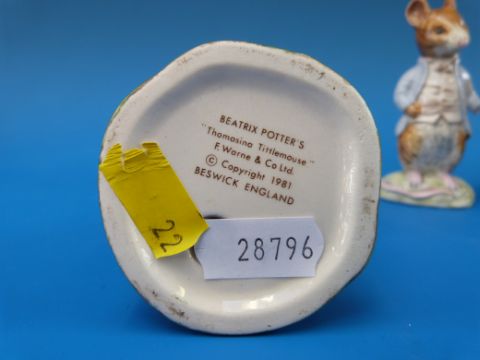 BEATRIX POTTER'S
"Thomasina Tittlemouse"
F. Warne & Co Ltd.
© Copyright 1981
BESWICK ENGLAND
22
28796